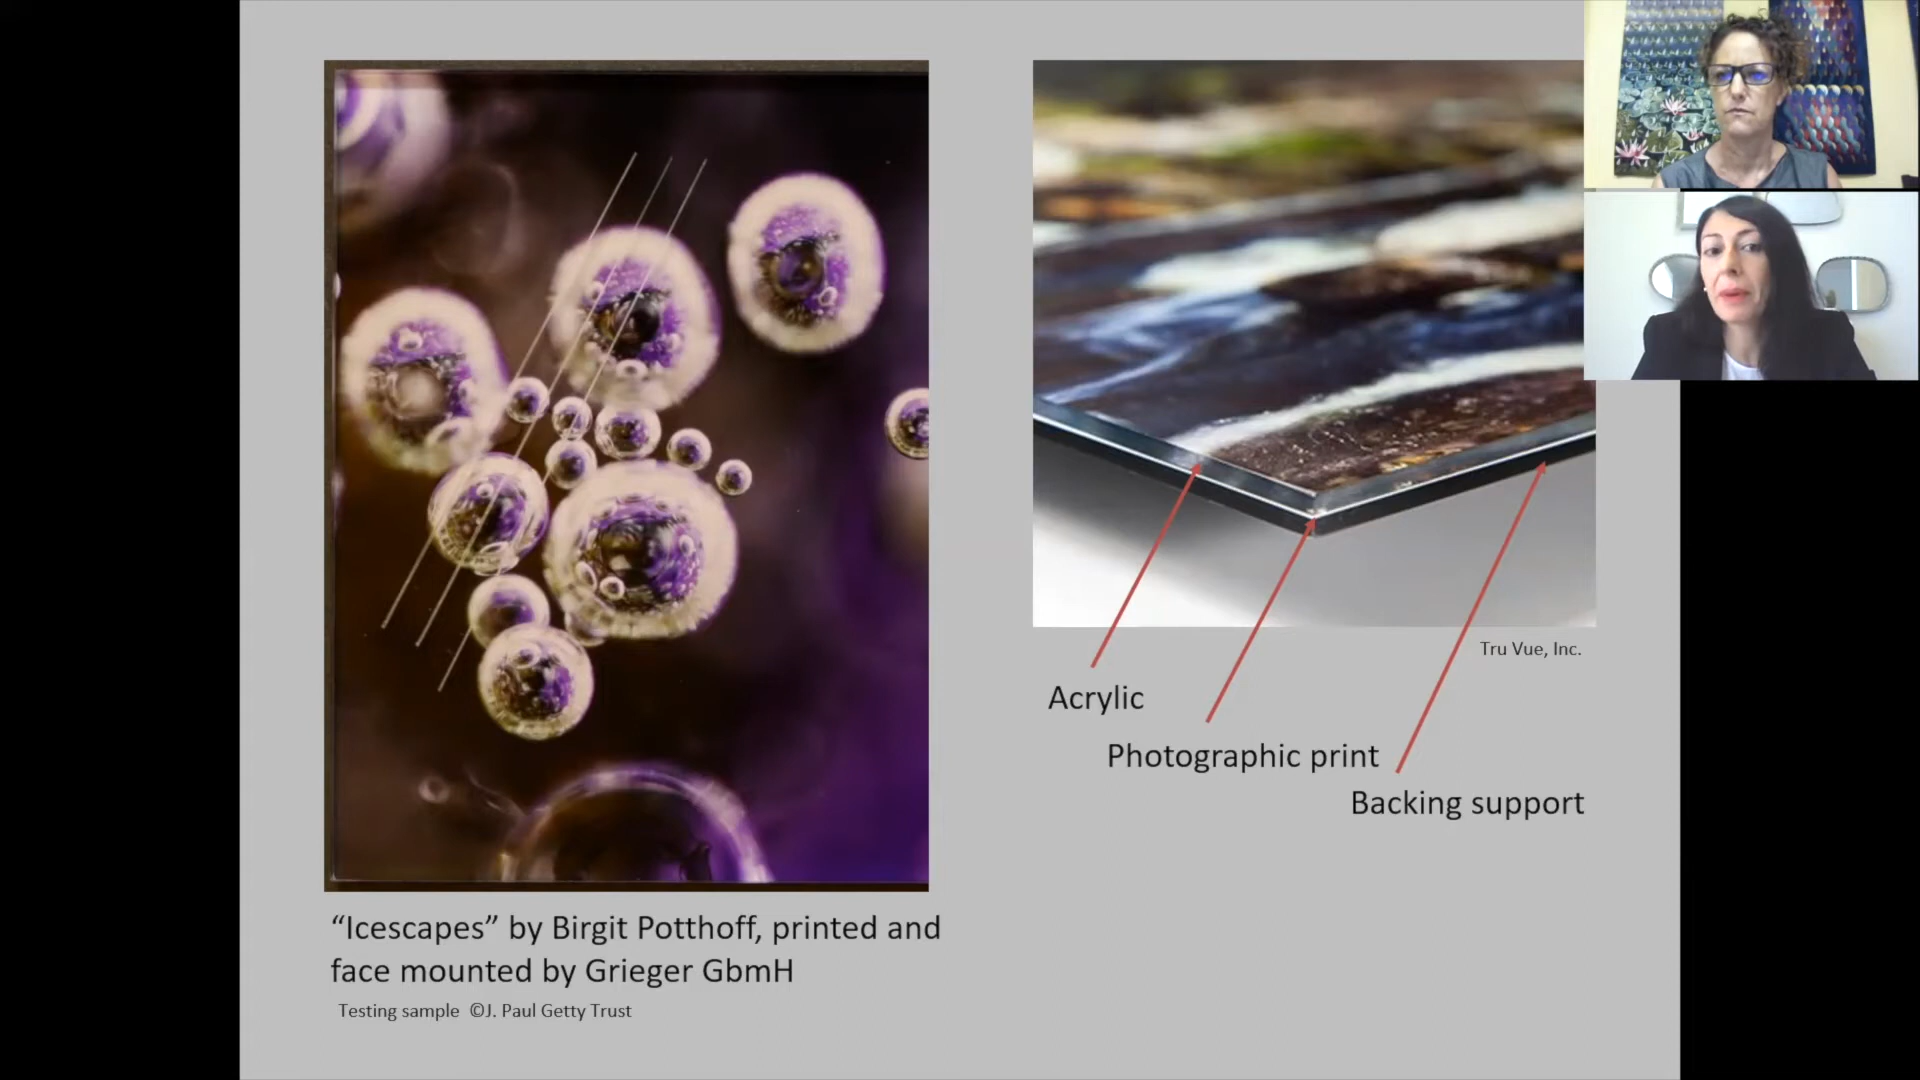 Tru Vue, Inc.
Acrylic
Photographic print
Backing support
“Icescapes” by Birgit Potthoff, printed and
face mounted by Grieger GbmH
Testing sample ©J. Paul Getty Trust